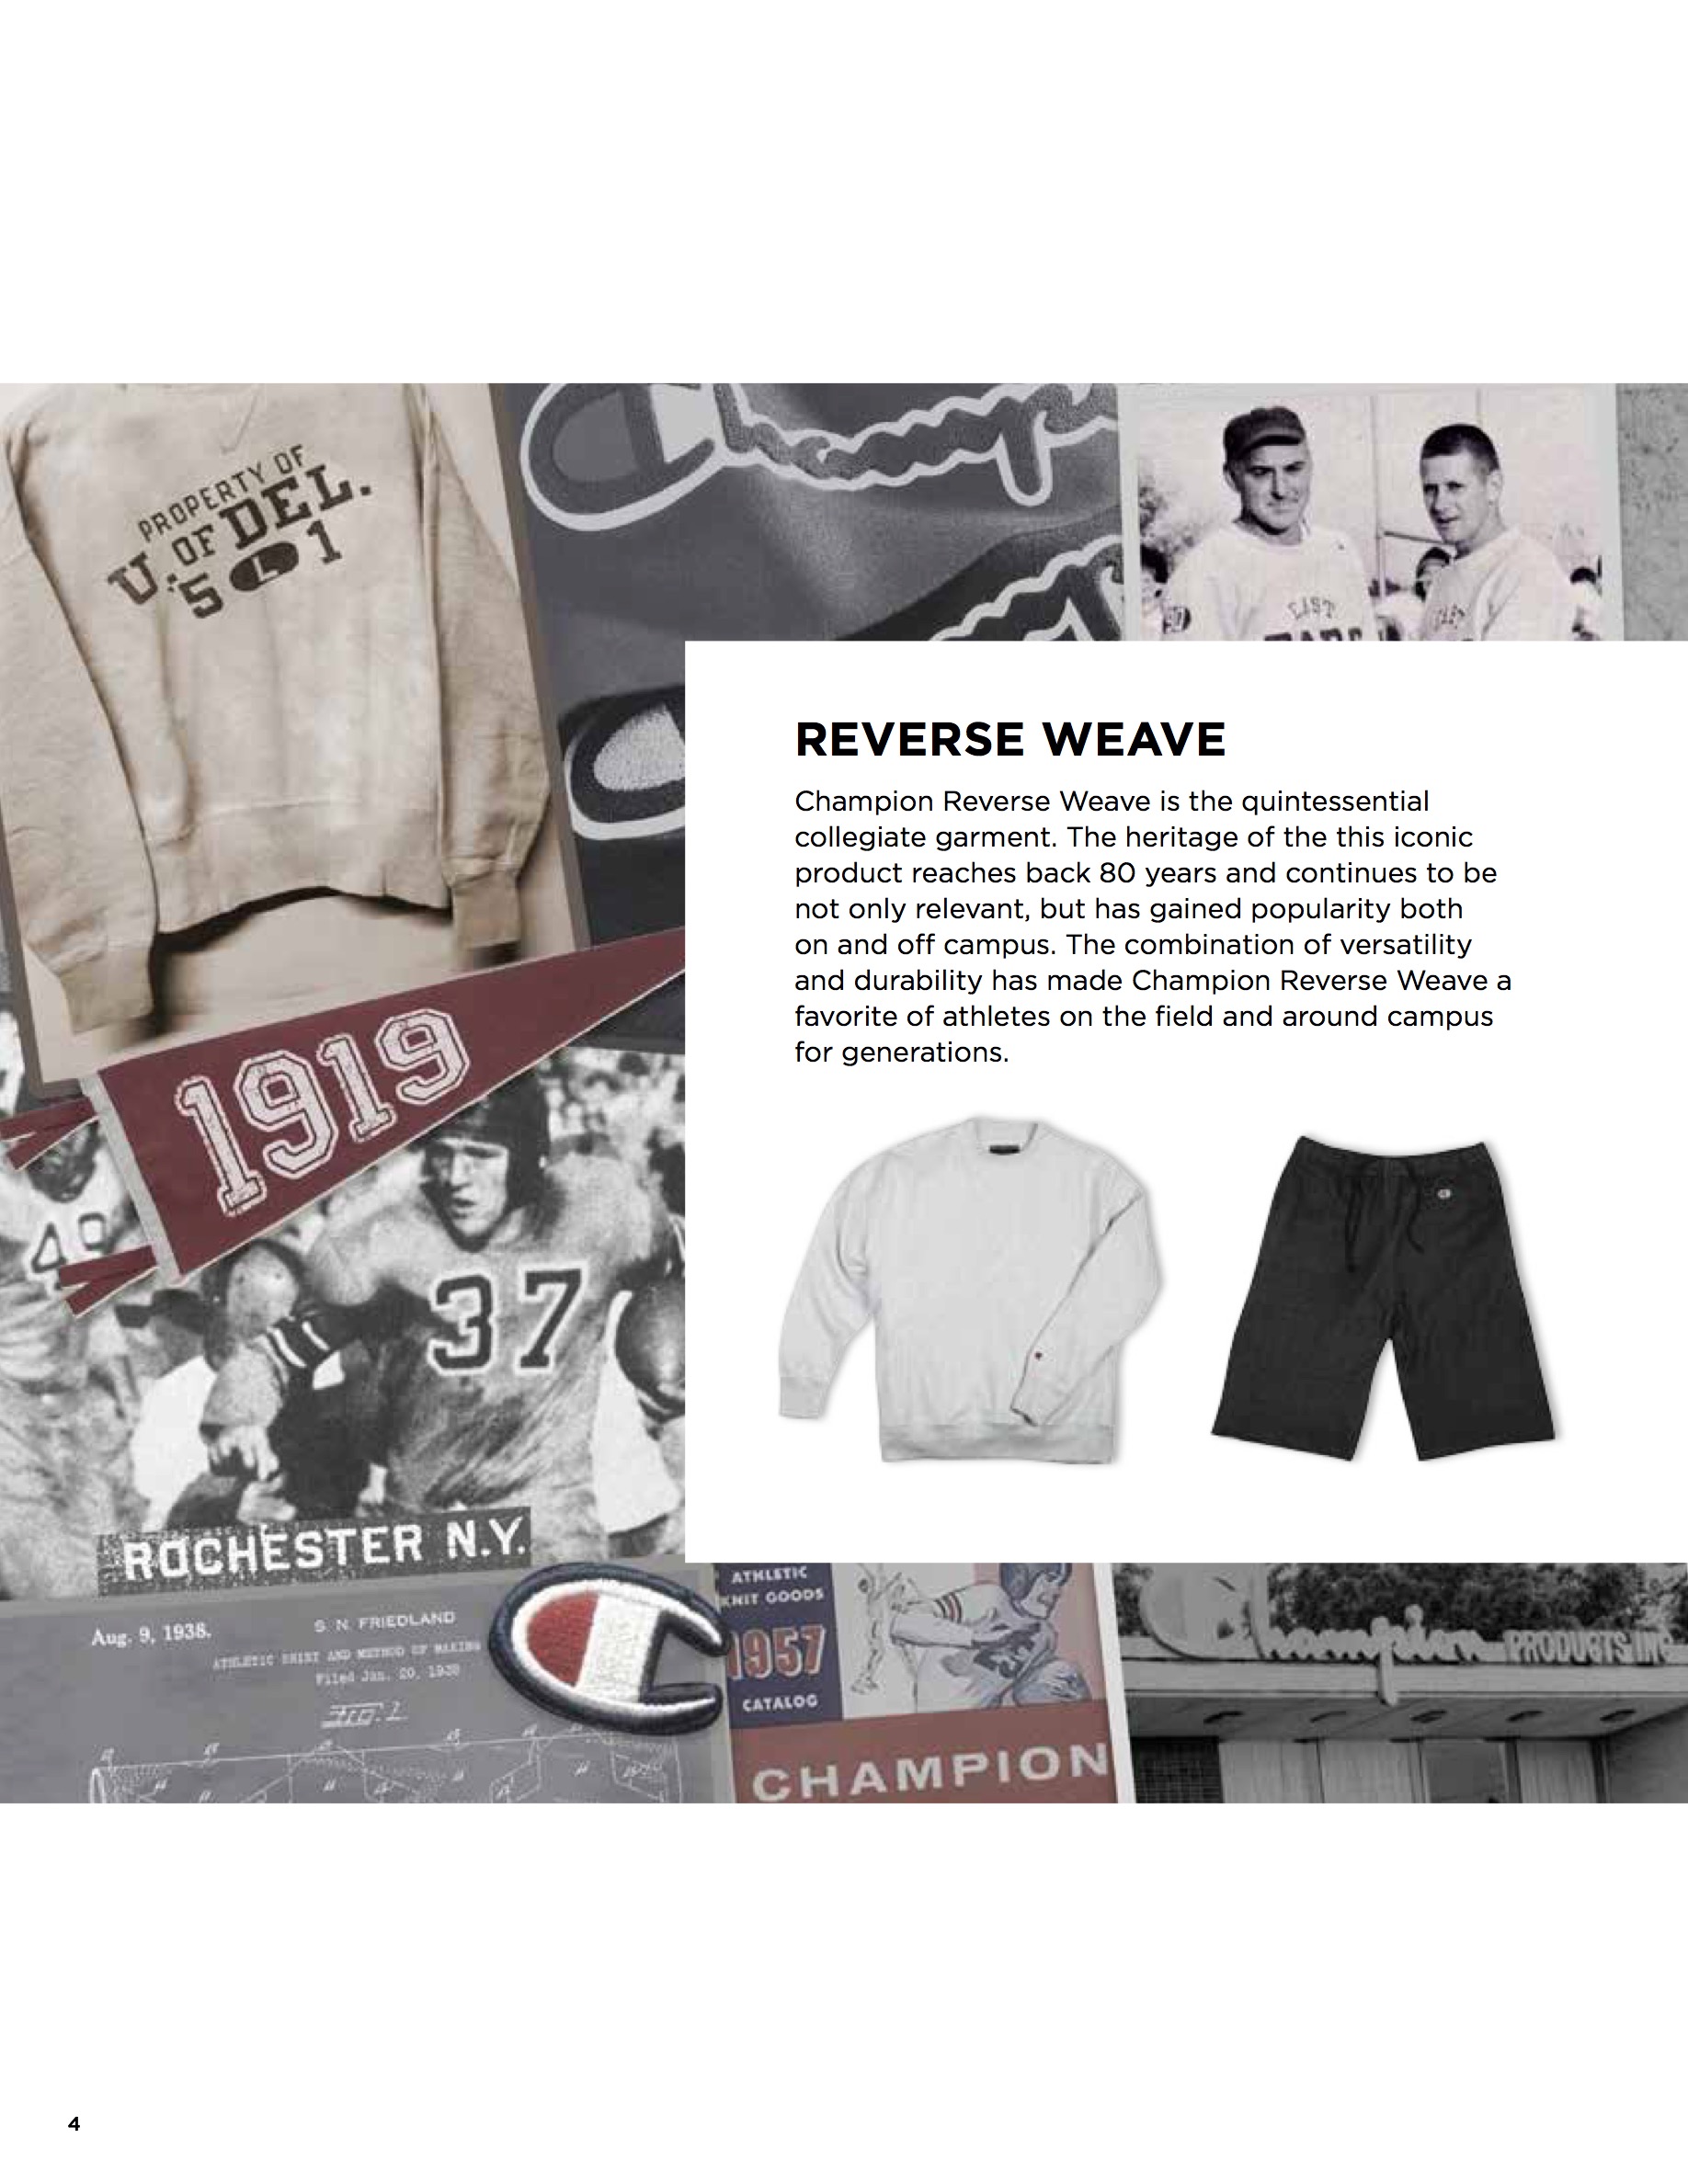 PROPERTY OF
U. OF DEL.
'5 L 1
Champ
EAST
1919
REVERSE WEAVE
Champion Reverse Weave is the quintessential
collegiate garment. The heritage of the this iconic
product reaches back 80 years and continues to be
not only relevant, but has gained popularity both
on and off campus. The combination of versatility
and durability has made Champion Reverse Weave a
favorite of athletes on the field and around campus
for generations.
37
ROCHESTER N.Y.
Aug. 9, 1938.
S. N. FRIEDLAND
ATHLETIC SHIRT AND METHOD OF MAKING
Filed Jan. 20, 1938
ATHLETIC
KNIT GOODS
1957
CATALOG
CHAMPION
Champion PRODUCTS INC
4